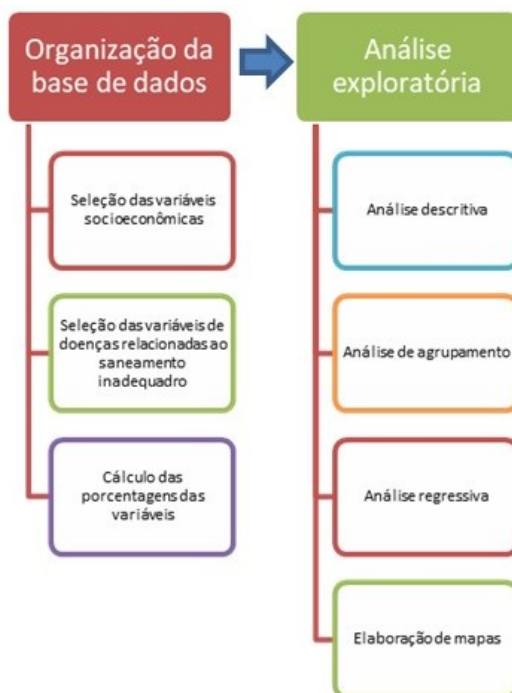 Organização da
base de dados
Seleção das variáveis
socioeconômicas
Seleção das variáveis de
doenças relacionadas ao
saneamento
inadequadro
Cálculo das
porcentagens das
variáveis
Análise
exploratória
Análise descritiva
Análise de agrupamento
Análise regressiva
Elaboração de mapas